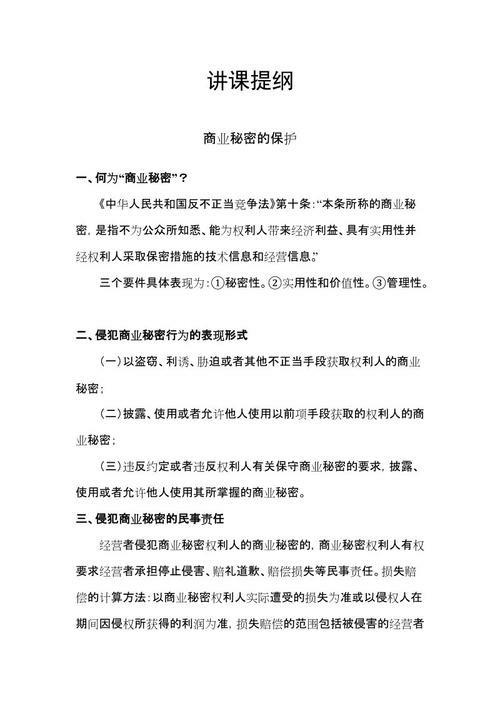 讲课提纲
商业秘密的保护
一、何为“商业秘密”？
《中华人民共和国反不正当竞争法》第十条：“本条所称的商业秘
密，是指不为公众所知悉、能为权利人带来经济利益、具有实用性并
经权利人采取保密措施的技术信息和经营信息。”
三个要件具体表现为：①秘密性。②实用性和价值性。③管理性。
二、侵犯商业秘密行为的表现形式
（一）以盗窃、利诱、胁迫或者其他不正当手段获取权利人的商业
秘密；
（二）披露、使用或者允许他人使用以前项手段获取的权利人的商
业秘密；
（三）违反约定或者违反权利人有关保守商业秘密的要求，披露、
使用或者允许他人使用其所掌握的商业秘密。
三、侵犯商业秘密的民事责任
经营者侵犯商业秘密权利人的商业秘密的，商业秘密权利人有权
要求经营者承担停止侵害、赔礼道歉、赔偿损失等民事责任。损失赔
偿的计算方法：以商业秘密权利人实际遭受的损失为准或以侵权人在
期间因侵权所获得的利润为准，损失赔偿的范围包括被侵害的经营者